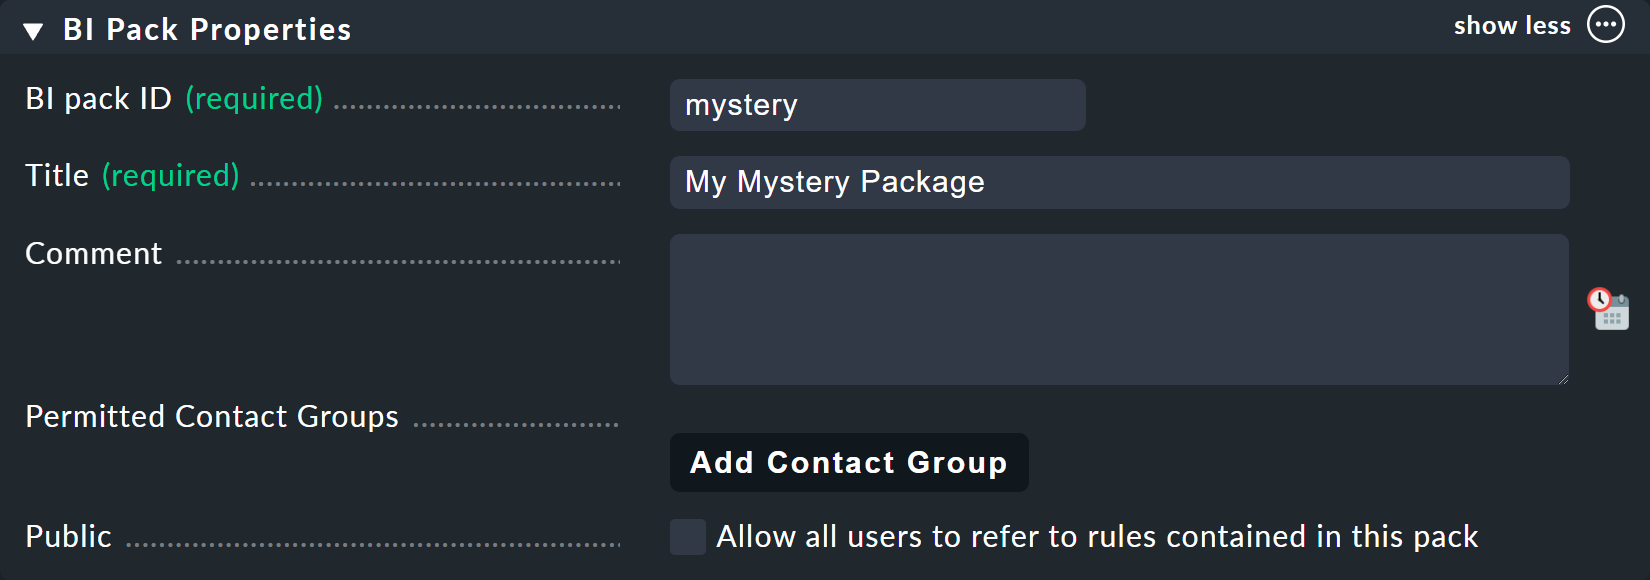 BI Pack Properties
show less
BI pack ID (required)
mystery
Title (required)
My Mystery Package
Comment
Permitted Contact Groups
Add Contact Group
Public
Allow all users to refer to rules contained in this pack